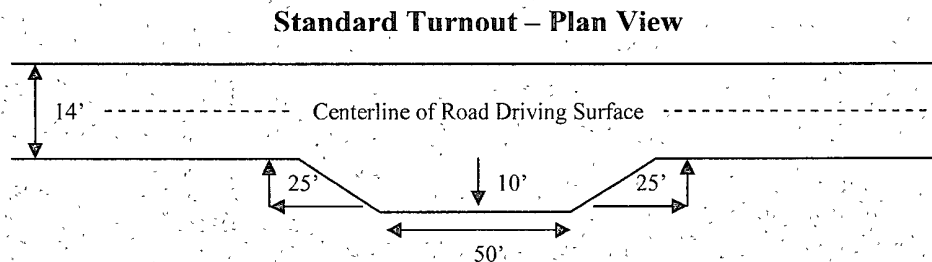 Standard Turnout – Plan View
14’
Centerline of Road Driving Surface
25’
10’
25’
50’